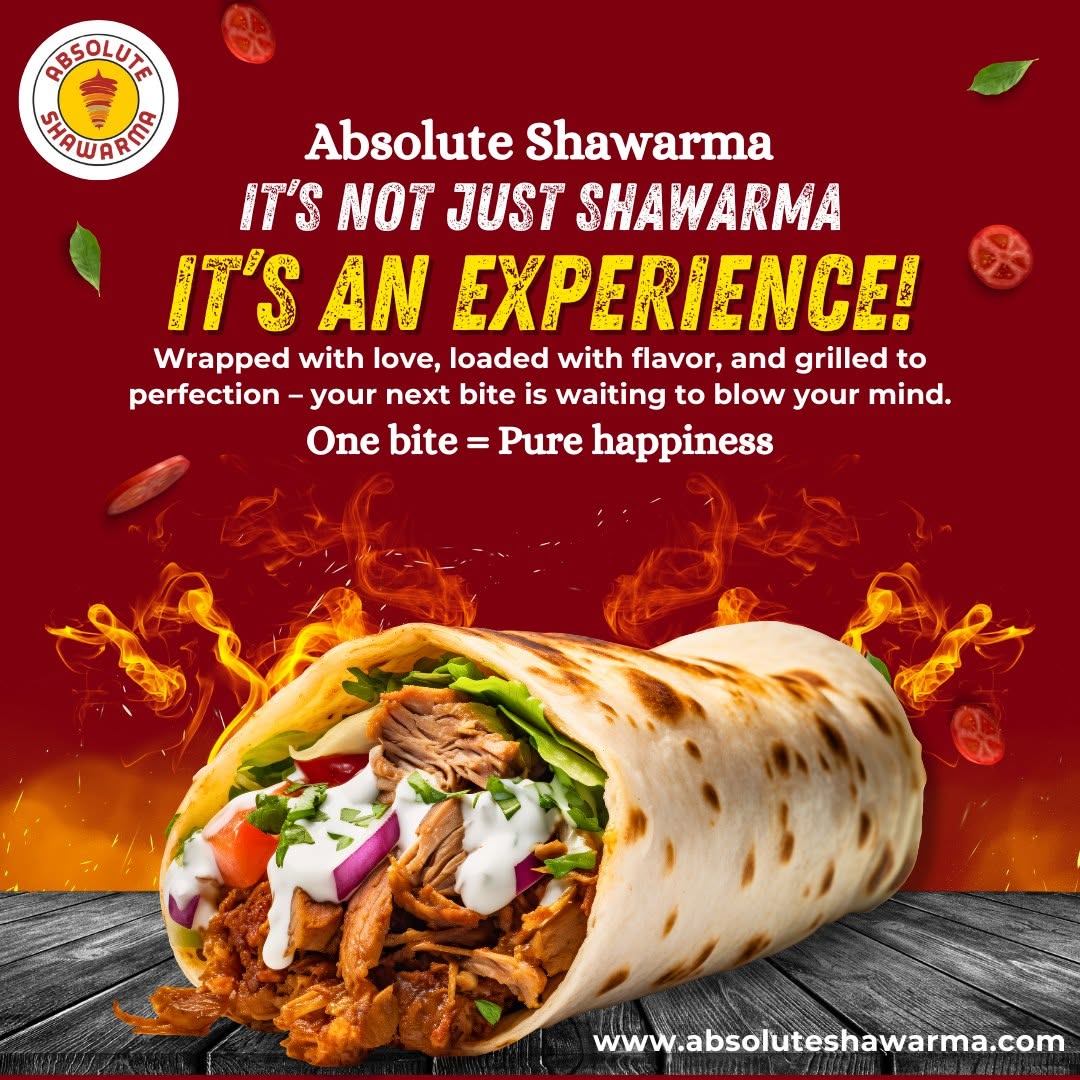 ABSOLUTE
SHAWARMA
Absolute Shawarma
IT'S NOT JUST SHAWARMA
IT'S AN EXPERIENCE!
Wrapped with love, loaded with flavor, and grilled to
perfection – your next bite is waiting to blow your mind.
One bite = Pure happiness
www.absoluteshawarma.com